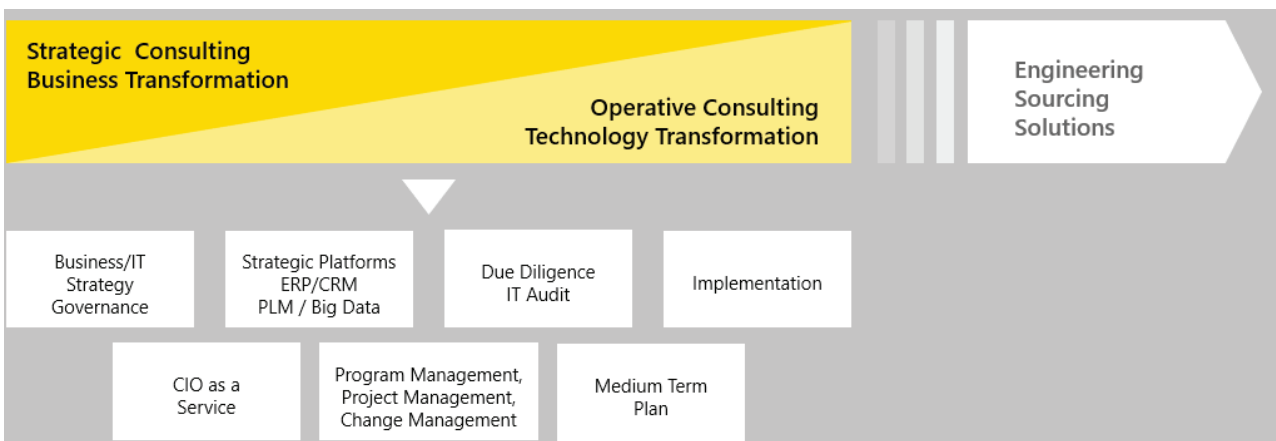 Strategic Consulting
Business Transformation
Operative Consulting
Technology Transformation
Engineering
Sourcing
Solutions
Business/IT
Strategy
Governance
Strategic Platforms
ERP/CRM
PLM / Big Data
Due Diligence
IT Audit
Implementation
CIO as a
Service
Program Management,
Project Management,
Change Management
Medium Term
Plan